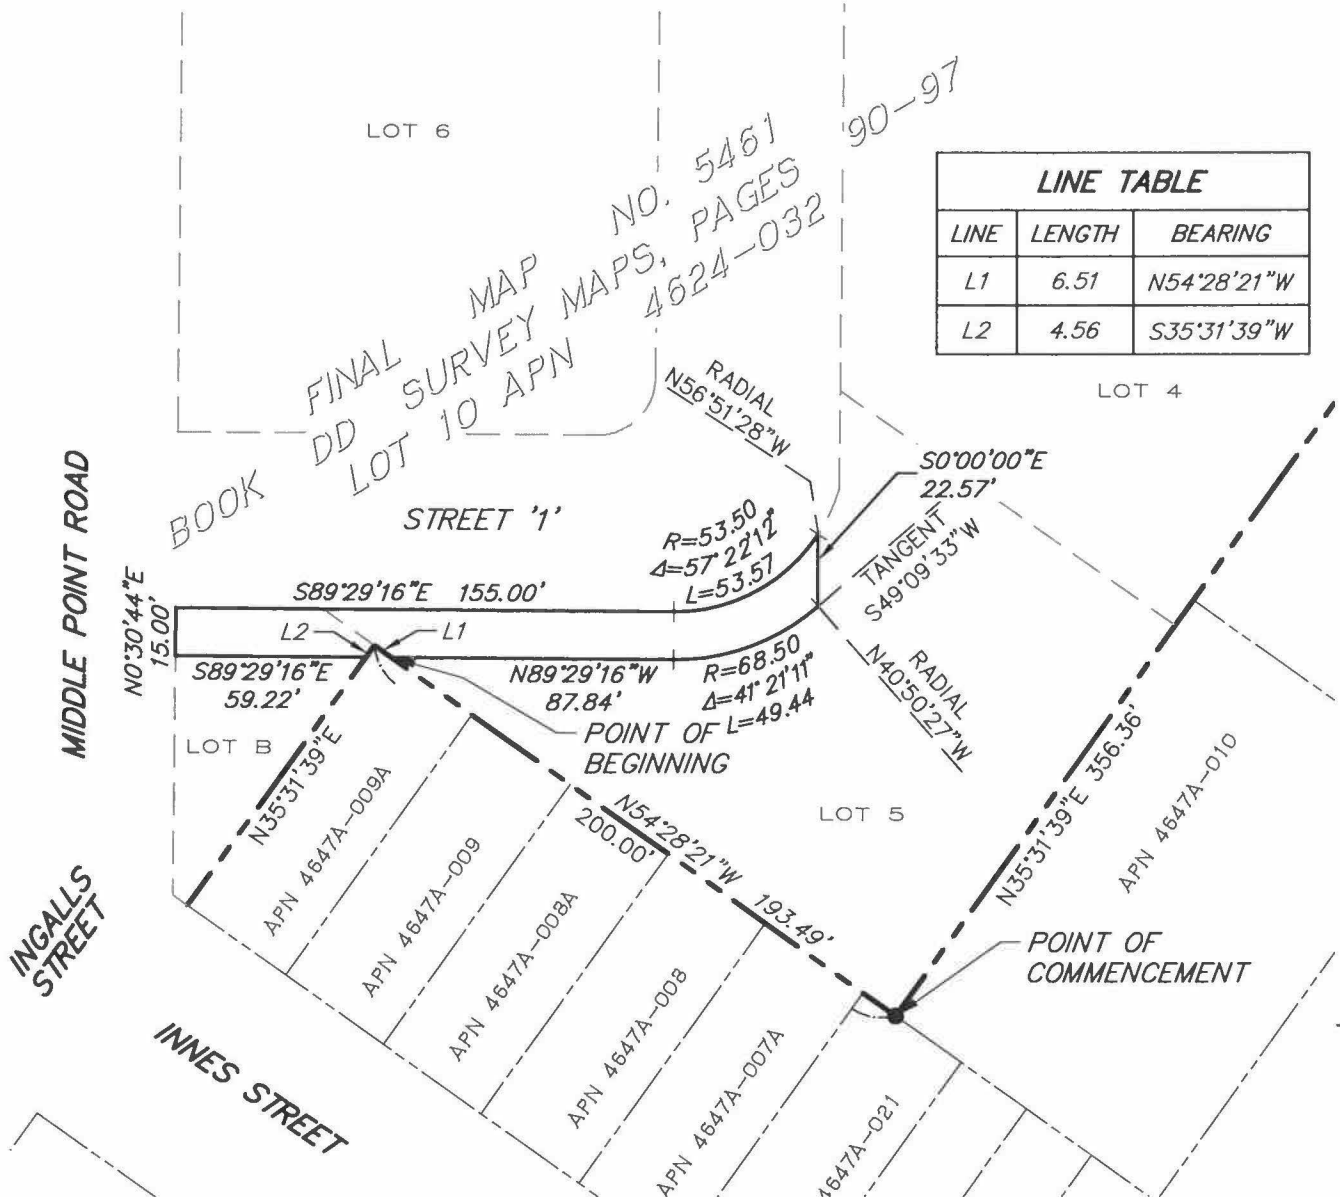 LOT 6
FINAL MAP NO. 5461
BOOK DD SURVEY MAPS, PAGES 90-97
LOT 10 APN 4624-032
LINE TABLE
LINE LENGTH BEARING
L1 6.51 N54°28'21"W
L2 4.56 S35°31'39"W
LOT 4
RADIAL
N56°51'28"W
S0°00'00"E
22.57'
TANGENT
S49°09'33"W
STREET '1'
R=53.50
Δ=57°22'12"
L=53.57
MIDDLE POINT ROAD
N0°30'44"E
15.00'
S89°29'16"E 155.00'
L2
L1
S89°29'16"E
59.22'
N89°29'16"W
87.84'
R=68.50
Δ=41°21'11"
L=49.44
RADIAL
N40°50'27"W
POINT OF
BEGINNING
LOT B
N35°31'39"E
LOT 5
N54°28'21"W
200.00'
193.49'
N35°31'39"E 356.36'
APN 4647A-010
APN 4647A-009A
APN 4647A-009
APN 4647A-008A
APN 4647A-008
APN 4647A-007A
4647A-021
POINT OF
COMMENCEMENT
INGALLS
STREET
INNES STREET